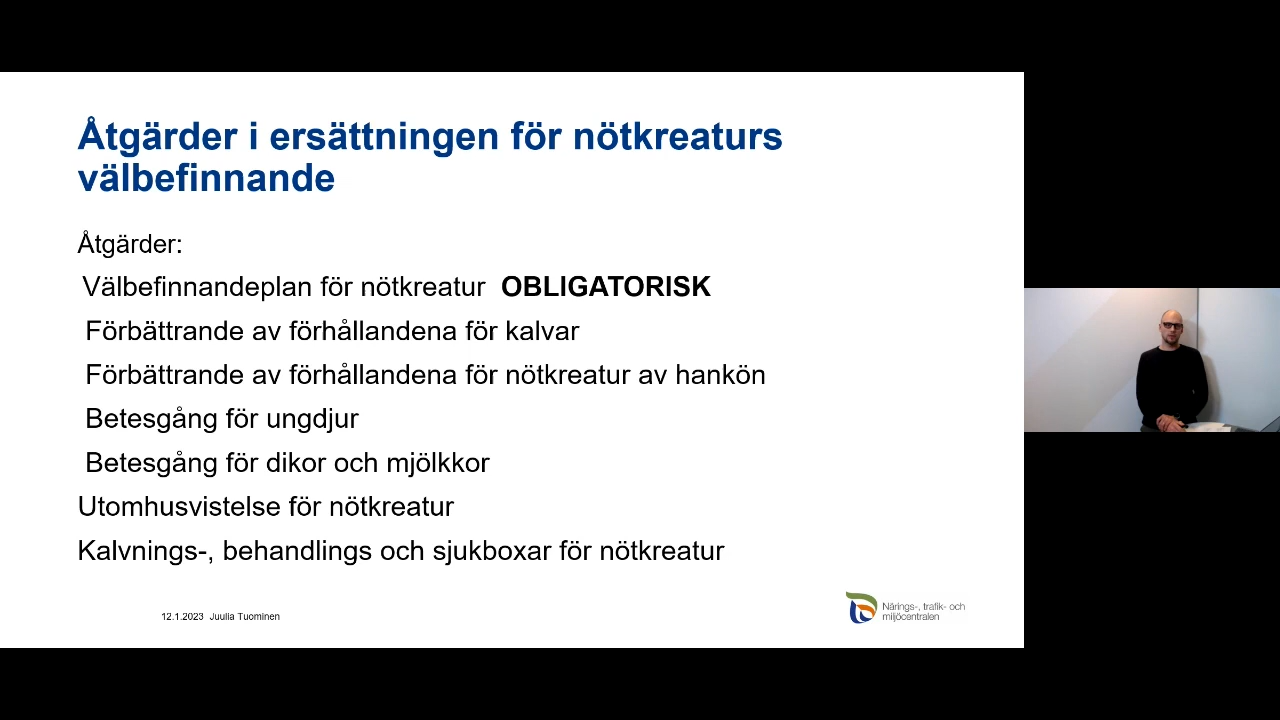 Åtgärder i ersättningen för nötkreaturs
välbefinnande
Åtgärder:
Välbefinnandeplan för nötkreatur OBLIGATORISK
Förbättrande av förhållandena för kalvar
Förbättrande av förhållandena för nötkreatur av hankön
Betesgång för ungdjur
Betesgång för dikor och mjölkkor
Utomhusvistelse för nötkreatur
Kalvnings-, behandlings och sjukboxar för nötkreatur
12.1.2023 Juulia Tuominen
Närings-, trafik- och
miljöcentralen